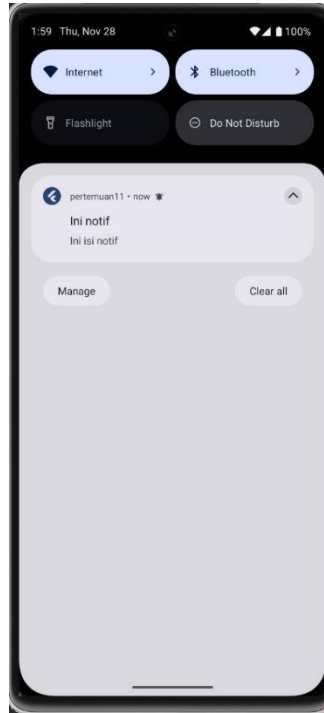 1:59 Thu, Nov 28 100%
Internet Bluetooth
Flashlight Do Not Disturb
pertemuan11 • now
Ini notif
Ini isi notif
Manage Clear all